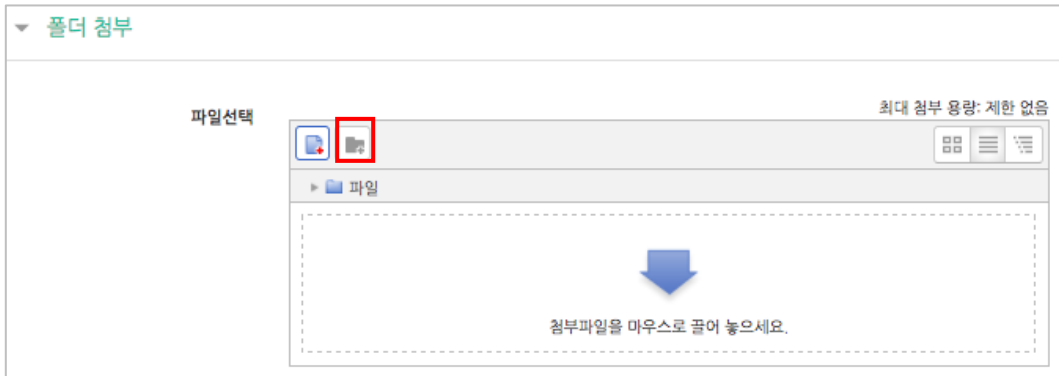 폴더 첨부
최대 첨부 용량: 제한 없음
파일선택
파일
첨부파일을 마우스로 끌어 놓으세요.